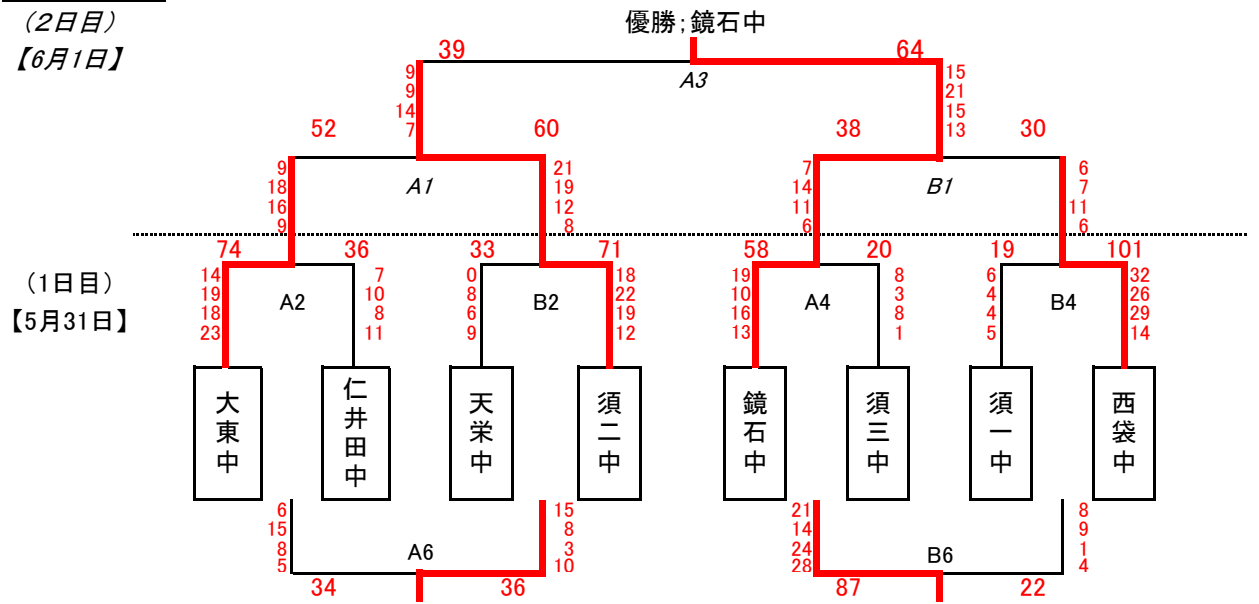 (2日目)
優勝;鏡石中
【6月1日】
39 64
A3
9 15
9 21
14 15
7 13
52 60 38 30
9 21 7 6
18 19 14 7
16 12 11 11
9 8 6 6
A1 B1
74 36 33 71 58 20 19 101
(1日目)
【5月31日】
14 7 0 18 19 8 6 32
19 10 8 22 10 3 4 26
18 8 6 19 16 8 4 29
23 11 9 12 13 1 5 14
A2 B2 A4 B4
大東中
仁井田中
天栄中
須二中
鏡石中
須三中
須一中
西袋中
6 15 21 8
15 8 14 9
8 3 24 1
5 10 28 4
A6 B6
34 36 87 22